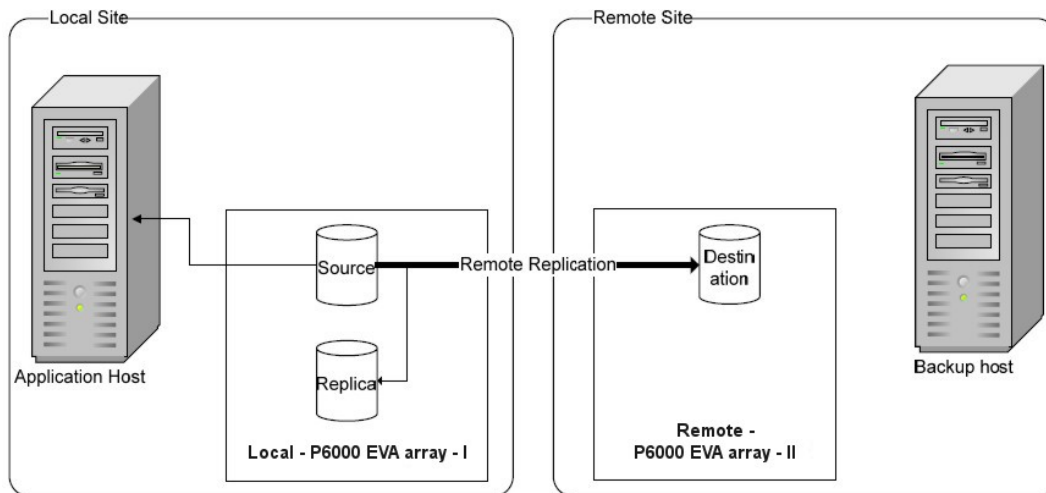 Local Site
Remote Site
Application Host
Source
Remote Replication
Destin
ation
Replica
Backup host
Local - P6000 EVA array - I
Remote -
P6000 EVA array - II